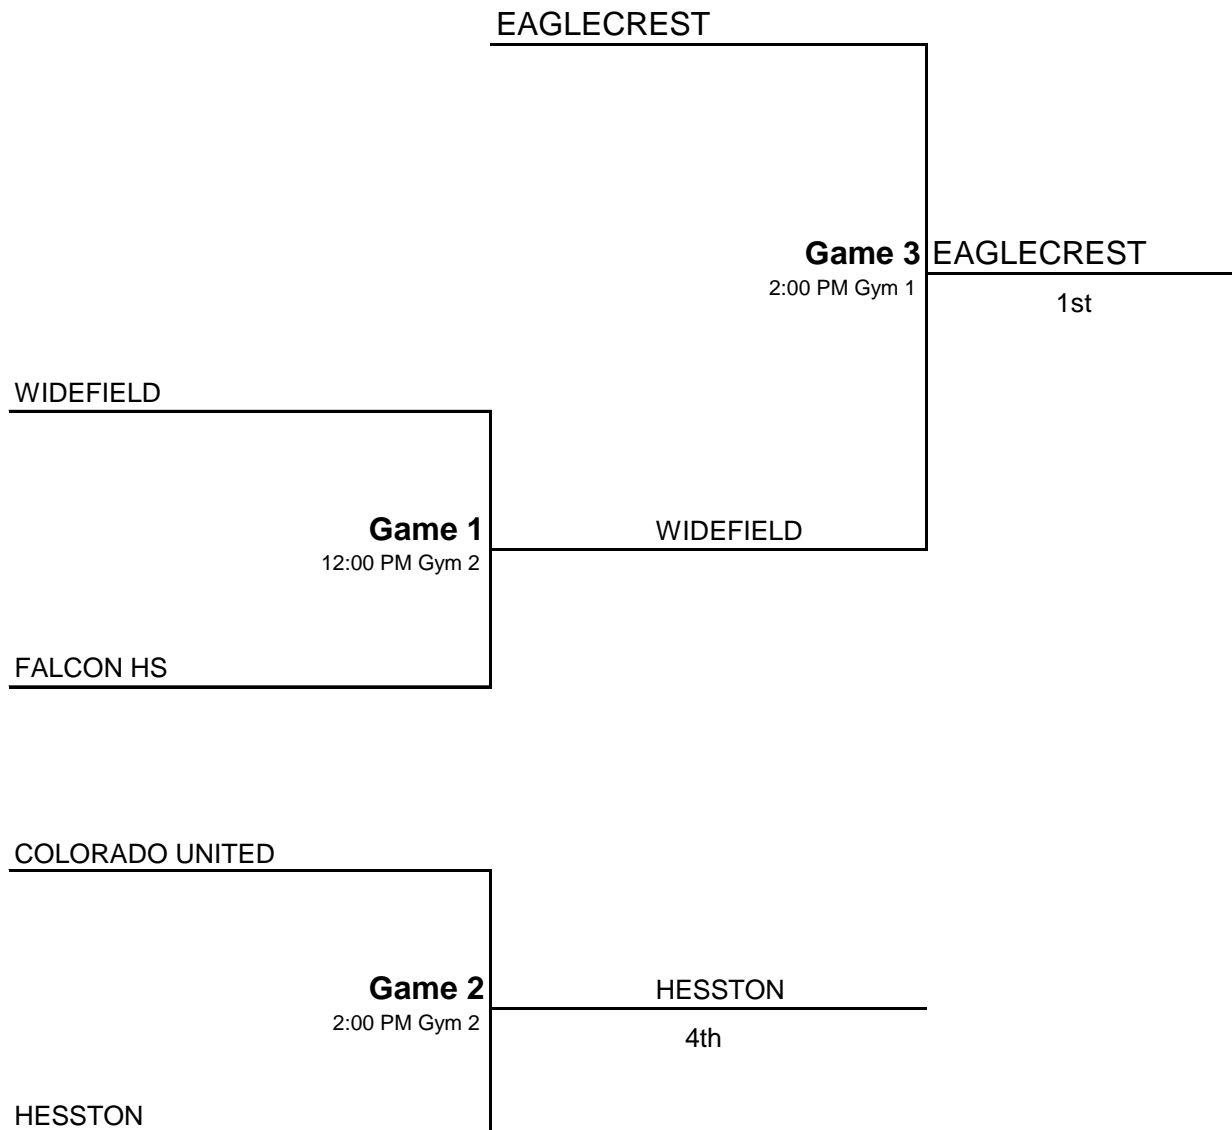 EAGLECREST
Game 3 EAGLECREST
2:00 PM Gym 1
1st
WIDEFIELD
Game 1
WIDEFIELD
12:00 PM Gym 2
FALCON HS
COLORADO UNITED
Game 2
HESSTON
2:00 PM Gym 2
4th
HESSTON